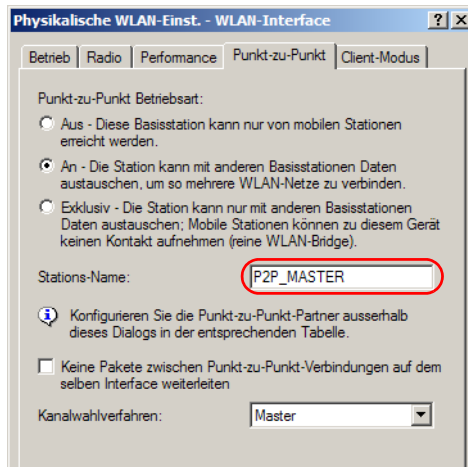 Physikalische WLAN-Einst. - WLAN-Interface
Betrieb Radio Performance Punkt-zu-Punkt Client-Modus
Punkt-zu-Punkt Betriebsart:
Aus - Diese Basisstation kann nur von mobilen Stationen
erreicht werden.
An - Die Station kann mit anderen Basisstationen Daten
austauschen, um so mehrere WLAN-Netze zu verbinden.
Exklusiv - Die Station kann nur mit anderen Basisstationen
Daten austauschen; Mobile Stationen können zu diesem Gerät
keinen Kontakt aufnehmen (reine WLAN-Bridge).
Stations-Name: P2P_MASTER
Konfigurieren Sie die Punkt-zu-Punkt-Partner ausserhalb
dieses Dialogs in der entsprechenden Tabelle.
Keine Pakete zwischen Punkt-zu-Punkt-Verbindungen auf dem
selben Interface weiterleiten
Kanalwahlverfahren: Master